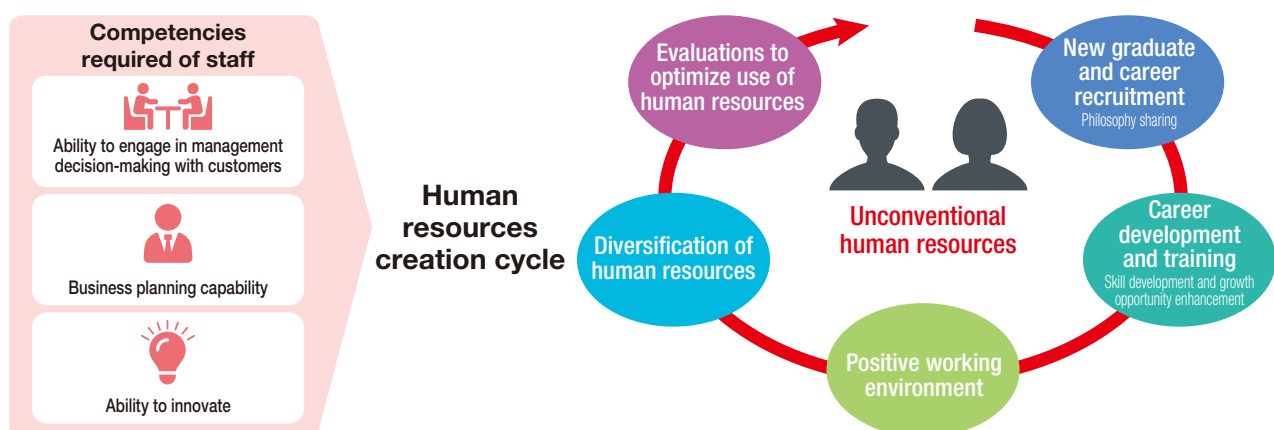 Competencies
required of staff
Ability to engage in management
decision-making with customers
Business planning capability
Ability to innovate
Human
resources
creation cycle
Evaluations to
optimize use of
human resources
New graduate
and career
recruitment
Philosophy sharing
Unconventional
human resources
Diversification of
human resources
Career
development
and training
Skill development and growth
opportunity enhancement
Positive working
environment